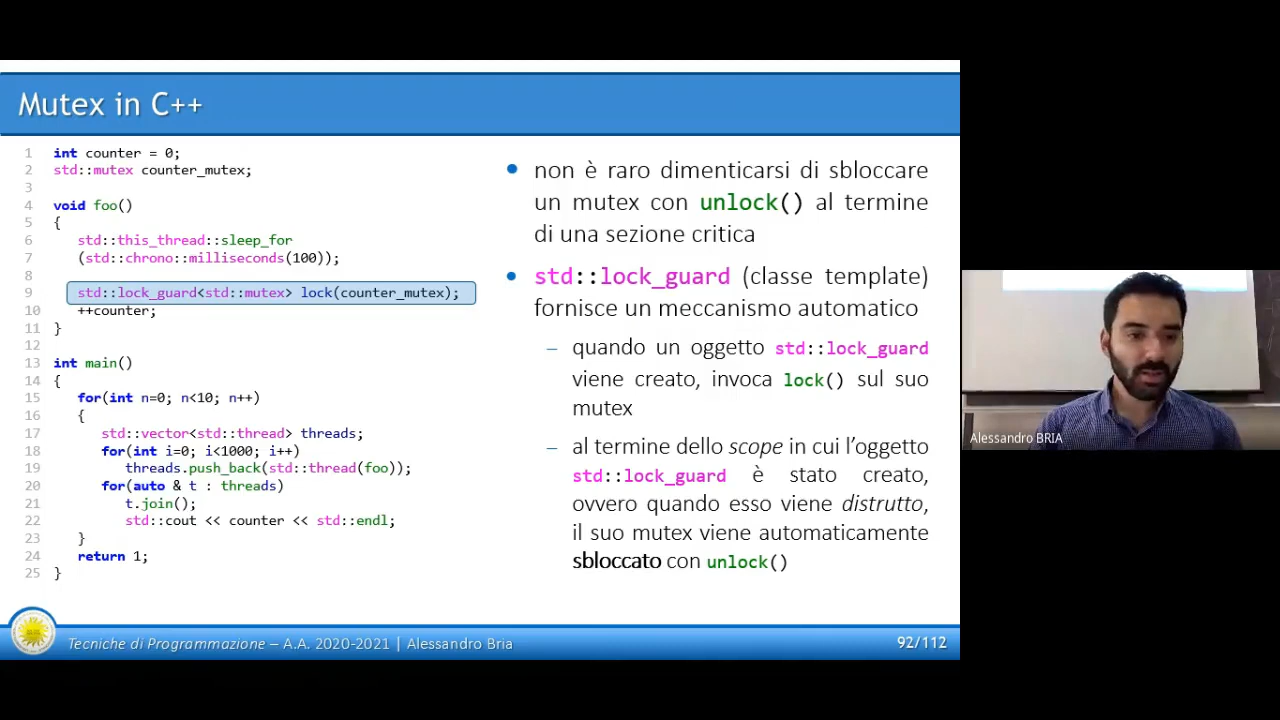 Mutex in C++
1 int counter = 0;
2 std::mutex counter_mutex;
3
4 void foo()
5 {
6 std::this_thread::sleep_for
7 (std::chrono::milliseconds(100));
8
9 std::lock_guard<std::mutex> lock(counter_mutex);
10 ++counter;
11 }
12
13 int main()
14 {
15 for(int n=0; n<10; n++)
16 {
17 std::vector<std::thread> threads;
18 for(int i=0; i<1000; i++)
19 threads.push_back(std::thread(foo));
20 for(auto & t : threads)
21 t.join();
22 std::cout << counter << std::endl;
23 }
24 return 1;
25 }
• non è raro dimenticarsi di sbloccare
un mutex con unlock() al termine
di una sezione critica
• std::lock_guard (classe template)
fornisce un meccanismo automatico
– quando un oggetto std::lock_guard
viene creato, invoca lock() sul suo
mutex
– al termine dello scope in cui l’oggetto
std::lock_guard è stato creato,
ovvero quando esso viene distrutto,
il suo mutex viene automaticamente
sbloccato con unlock()
Alessandro BRIA
Tecniche di Programmazione – A.A. 2020-2021 | Alessandro Bria
92/112